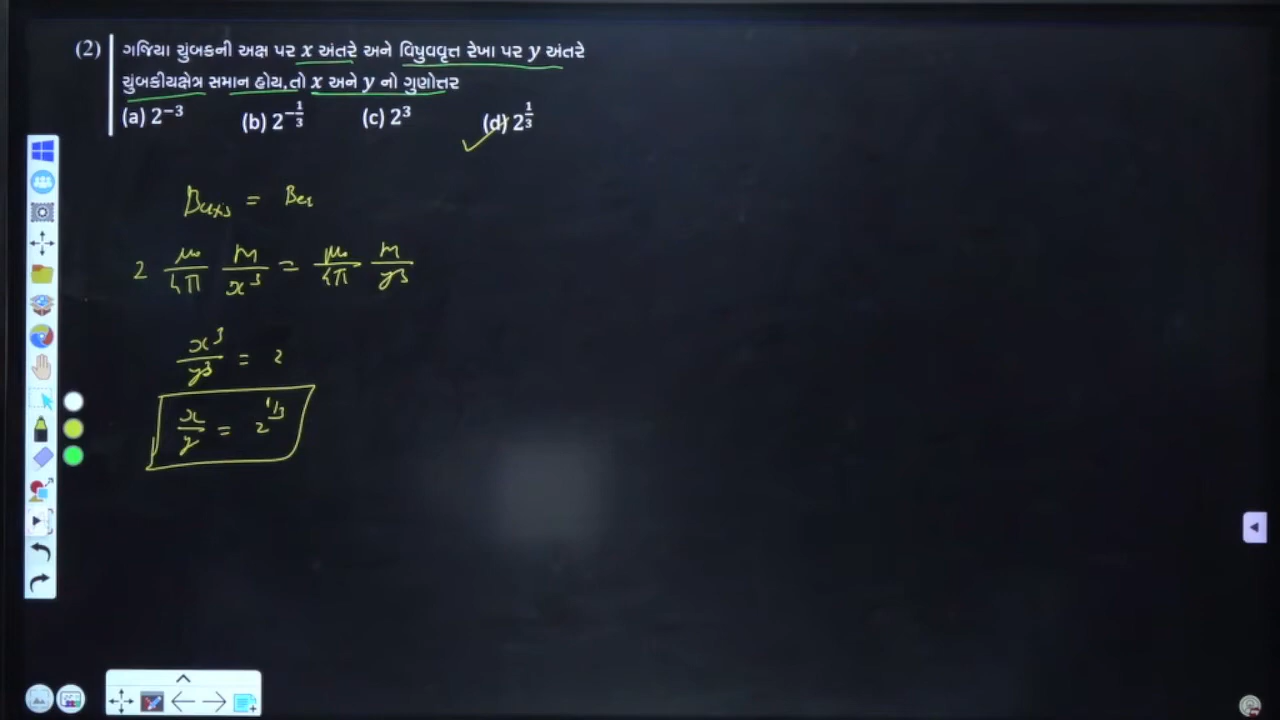 (2) ગજિયા ચુંબકની અક્ષ પર x અંતરે અને વિષુવવૃત્ત રેખા પર y અંતરે
ચુંબકીયક્ષેત્ર સમાન હોય,તો x અને y નો ગુણોત્તર
(a) 2⁻³ (b) 2^(-1/3) (c) 2³ (d) 2^(1/3)
B_axis = B_eq
2 μ₀/4π M/x³ = μ₀/4π M/y³
x³/y³ = 2
x/y = 2^(1/3)